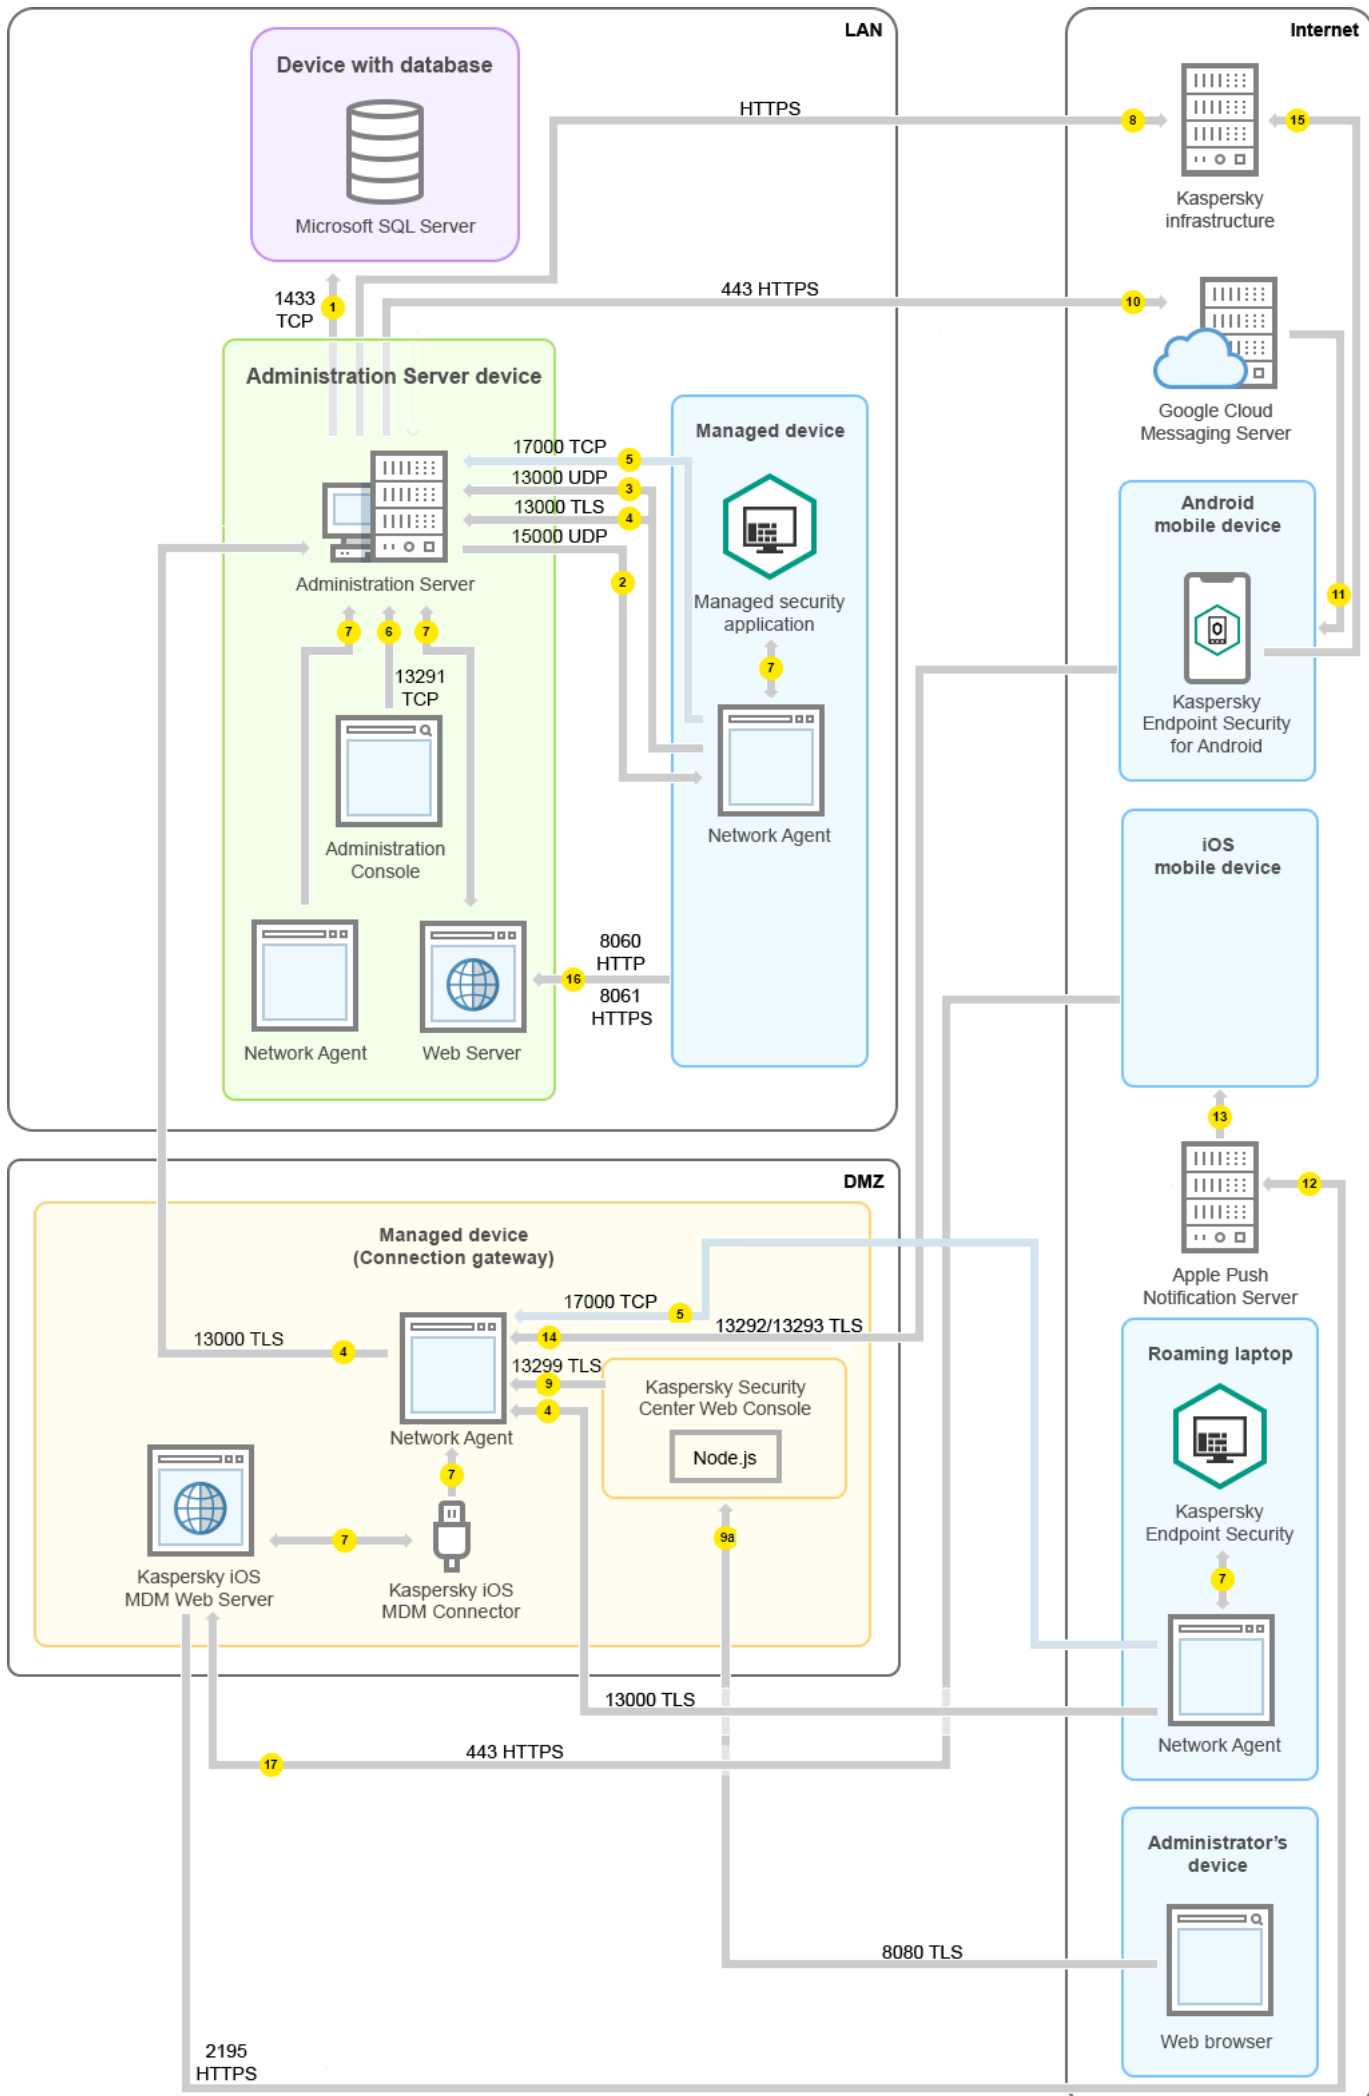 LAN
Device with database
Microsoft SQL Server
HTTPS
8
1433
TCP
1
443 HTTPS
10
Administration Server device
17000 TCP
5
13000 UDP
3
13000 TLS
4
15000 UDP
2
Administration Server
7
6
7
13291
TCP
Administration
Console
Network Agent
Web Server
Managed device
Managed security
application
7
Network Agent
8060
HTTP
16
8061
HTTPS
Internet
15
Kaspersky
infrastructure
Google Cloud
Messaging Server
Android
mobile device
11
Kaspersky
Endpoint Security
for Android
iOS
mobile device
13
12
Apple Push
Notification Server
Roaming laptop
Kaspersky
Endpoint Security
7
Network Agent
Administrator's
device
Web browser
DMZ
Managed device
(Connection gateway)
17000 TCP
5
13292/13293 TLS
14
13000 TLS
4
13299 TLS
9
4
Network Agent
Kaspersky Security
Center Web Console
Node.js
7
9a
7
Kaspersky iOS
MDM Web Server
Kaspersky iOS
MDM Connector
13000 TLS
443 HTTPS
17
8080 TLS
2195
HTTPS